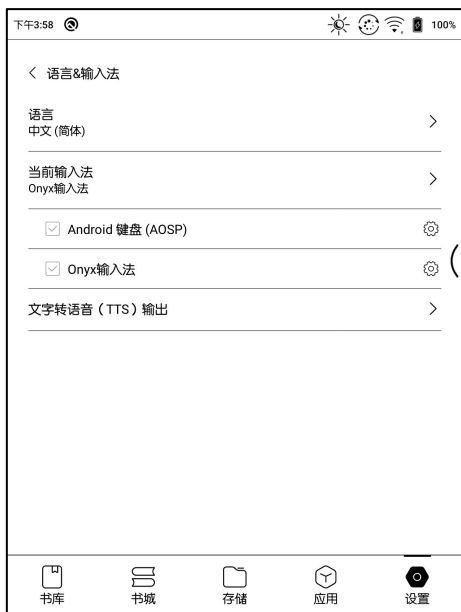 下午3:58
100%
语言&输入法
语言
中文 (简体)
当前输入法
Onyx输入法
Android 键盘 (AOSP)
Onyx输入法
文字转语音（TTS）输出
书库
书城
存储
应用
设置